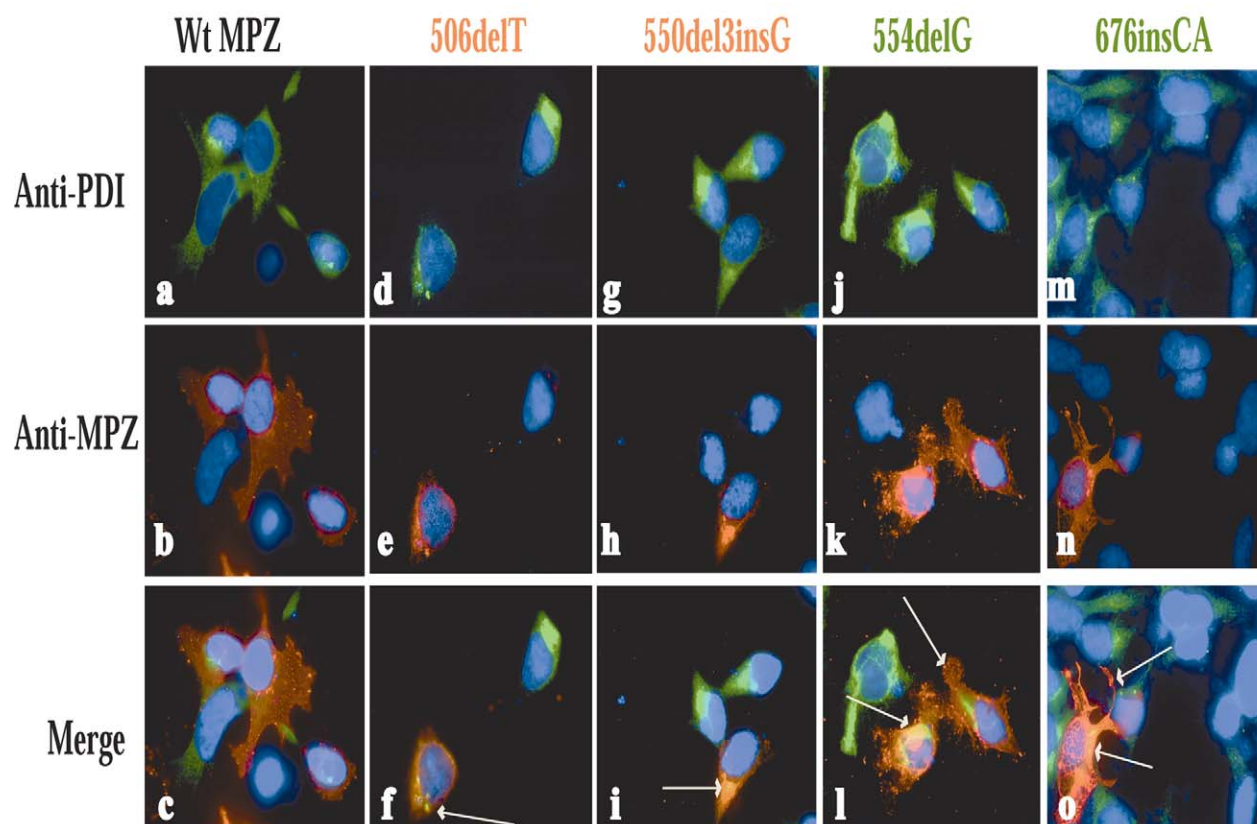 Wt MPZ 506delT 550del3insG 554delG 676insCA
Anti-PDI
a d g j m
Anti-MPZ
b e h k n
Merge
c f i l o